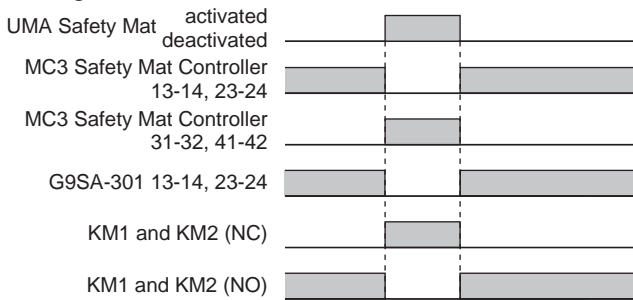 UMA Safety Mat activated
deactivated
MC3 Safety Mat Controller
13-14, 23-24
MC3 Safety Mat Controller
31-32, 41-42
G9SA-301 13-14, 23-24
KM1 and KM2 (NC)
KM1 and KM2 (NO)